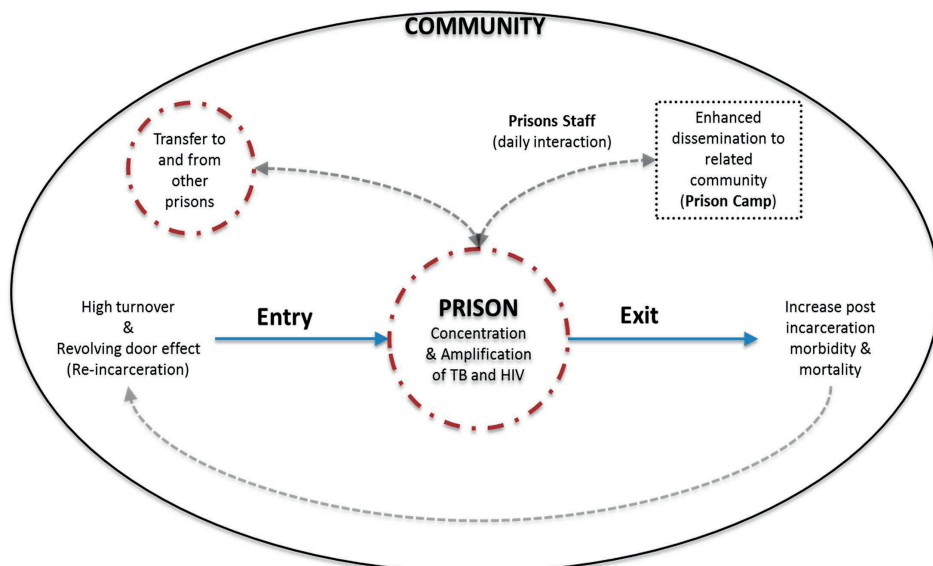 COMMUNITY
Transfer to
and from
other
prisons
Prisons Staff
(daily interaction)
Enhanced
dissemination to
related
community
(Prison Camp)
High turnover
&
Revolving door effect
(Re-incarceration)
Entry
PRISON
Concentration
& Amplification
of TB and HIV
Exit
Increase post
incarceration
morbidity &
mortality